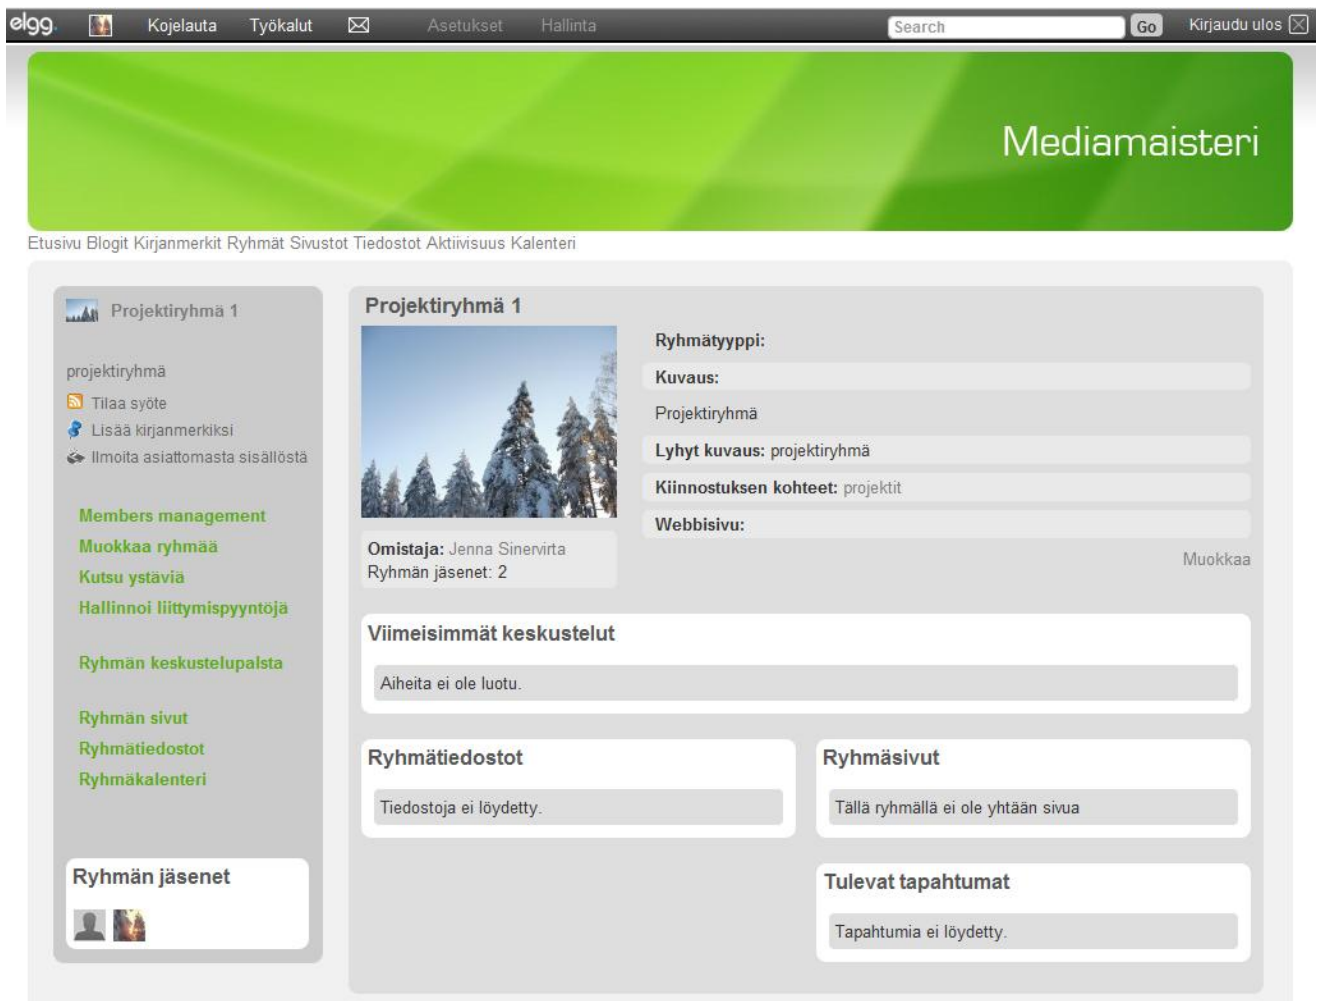 elgg.
Kojelauta Työkalut Asetukset Hallinta Search Go Kirjaudu ulos
Mediamaisteri
Etusivu Blogit Kirjanmerkit Ryhmät Sivustot Tiedostot Aktiivisuus Kalenteri
Projektiryhmä 1
projektiryhmä
Tilaa syöte
Lisää kirjanmerkiksi
Ilmoita asiattomasta sisällöstä
Members management
Muokkaa ryhmää
Kutsu ystäviä
Hallinnoi liittymispyyntöjä
Ryhmän keskustelupalsta
Ryhmän sivut
Ryhmätiedostot
Ryhmäkalenteri
Ryhmän jäsenet
Projektiryhmä 1
Omistaja: Jenna Sinervirta
Ryhmän jäsenet: 2
Ryhmätyyppi:
Kuvaus:
Projektiryhmä
Lyhyt kuvaus: projektiryhmä
Kiinnostuksen kohteet: projektit
Webbisivu:
Muokkaa
Viimeisimmät keskustelut
Aiheita ei ole luotu.
Ryhmätiedostot
Tiedostoja ei löydetty.
Ryhmäsivut
Tällä ryhmällä ei ole yhtään sivua
Tulevat tapahtumat
Tapahtumia ei löydetty.